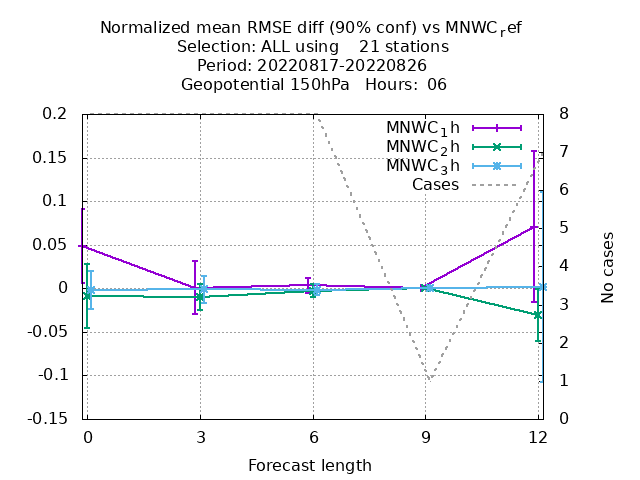 Normalized mean RMSE diff (90% conf) vs MNWC_ref
Selection: ALL using    21 stations
Period: 20220817-20220826
Geopotential 150hPa   Hours:  06
0.2
0.15
0.1
0.05
0
-0.05
-0.1
-0.15
MNWC_1h
MNWC_2h
MNWC_3h
Cases
8
7
6
5
4
3
2
1
0
No cases
0 3 6 9 12
Forecast length